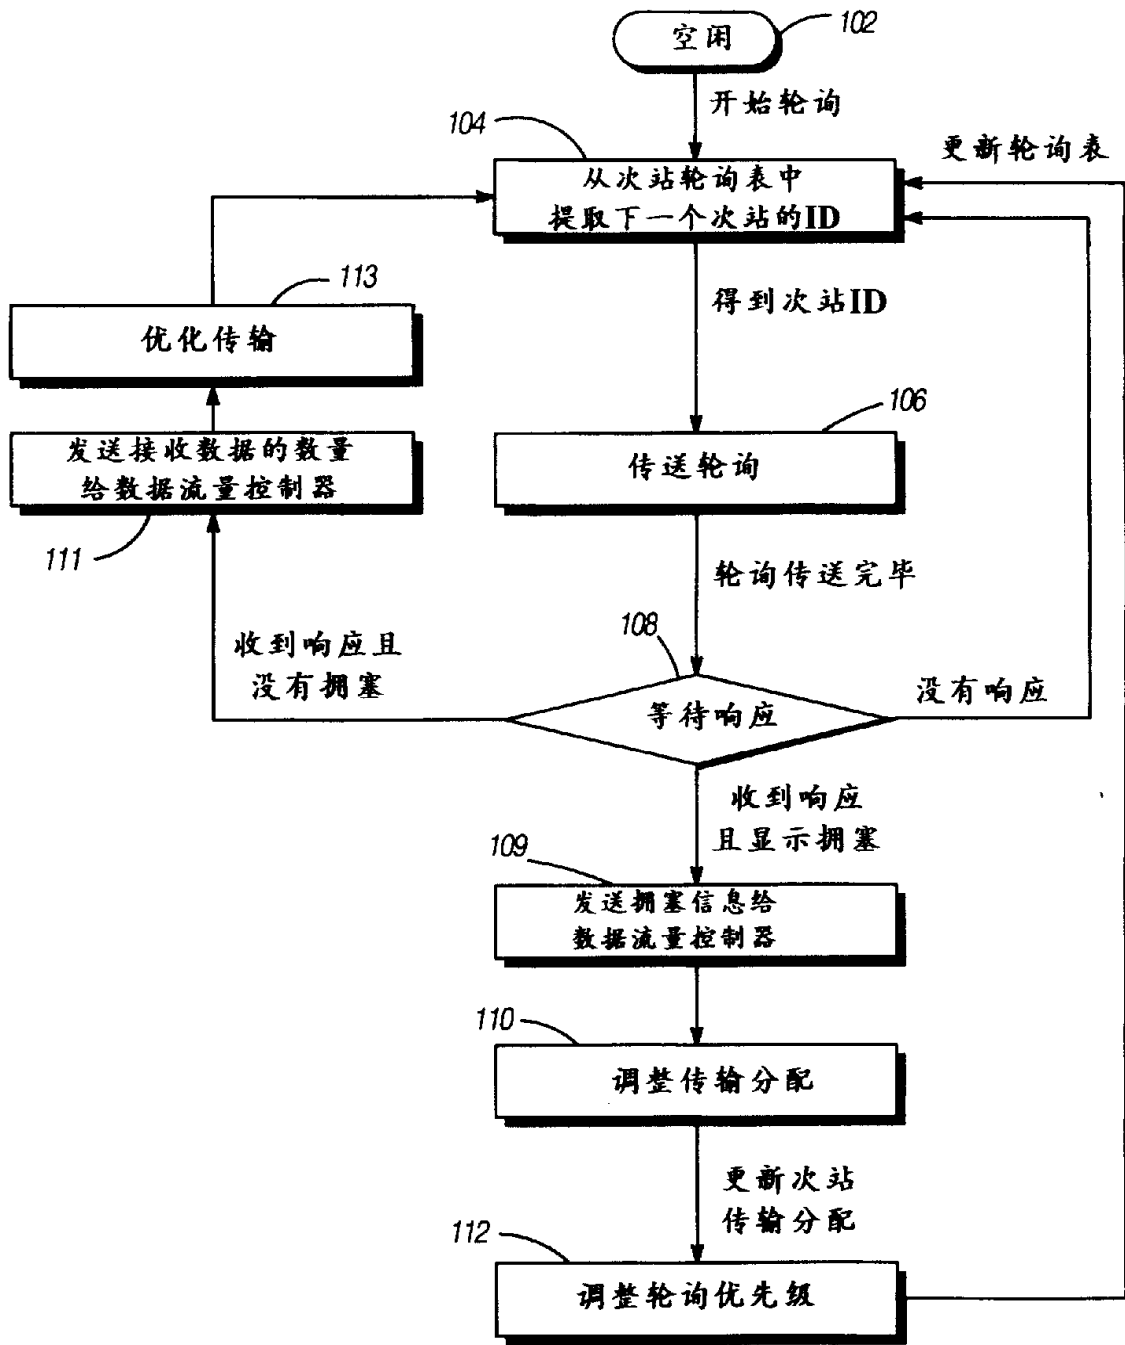 空闲
102
开始轮询
104
更新轮询表
从次站轮询表中
提取下一个次站的ID
113
得到次站ID
优化传输
106
发送接收数据的数量
给数据流量控制器
传送轮询
111
轮询传送完毕
108
收到响应且
没有拥塞
没有响应
等待响应
收到响应
且显示拥塞
109
发送拥塞信息给
数据流量控制器
110
调整传输分配
更新次站
传输分配
112
调整轮询优先级